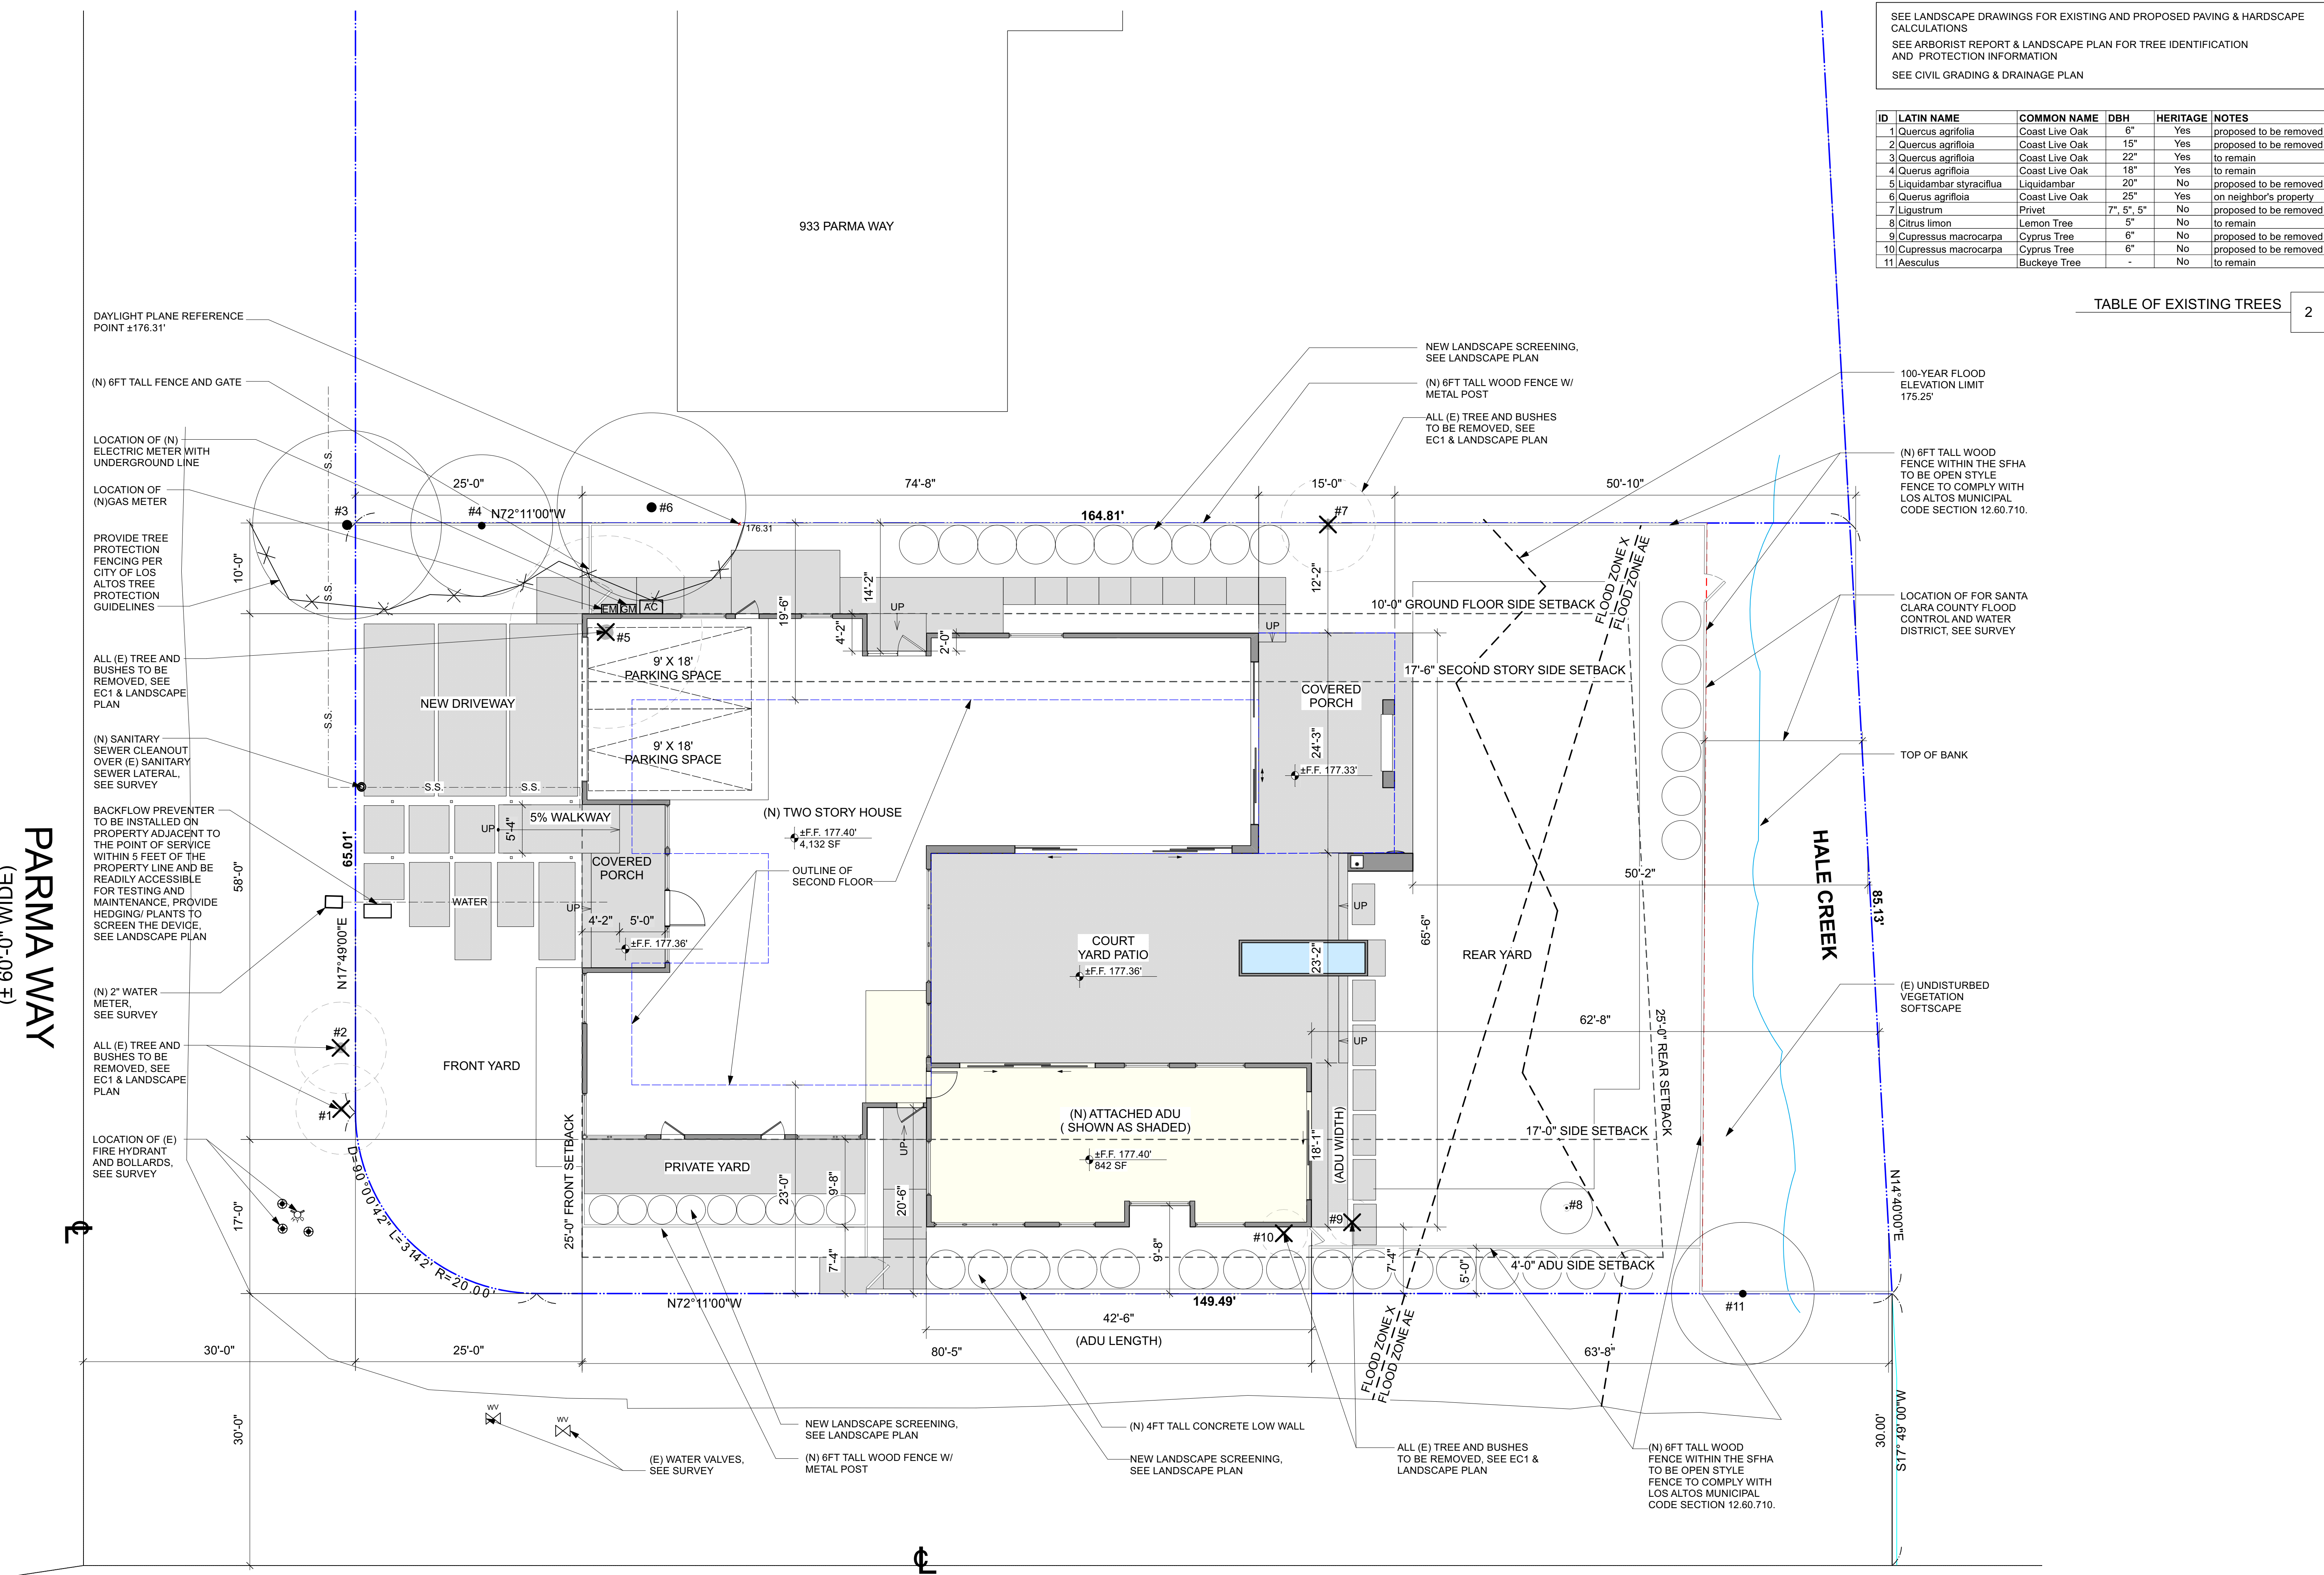 SEE LANDSCAPE DRAWINGS FOR EXISTING AND PROPOSED PAVING & HARDSCAPE
CALCULATIONS
SEE ARBORIST REPORT & LANDSCAPE PLAN FOR TREE IDENTIFICATION
AND PROTECTION INFORMATION
SEE CIVIL GRADING & DRAINAGE PLAN
ID LATIN NAME COMMON NAME DBH HERITAGE NOTES
1 Quercus agrifolia Coast Live Oak 6" Yes proposed to be removed
2 Quercus agrifloia Coast Live Oak 15" Yes proposed to be removed
3 Quercus agrifloia Coast Live Oak 22" Yes to remain
4 Querus agrifloia Coast Live Oak 18" Yes to remain
5 Liquidambar styraciflua Liquidambar 20" No proposed to be removed
6 Querus agrifloia Coast Live Oak 25" Yes on neighbor's property
7 Ligustrum Privet 7", 5", 5" No proposed to be removed
8 Citrus limon Lemon Tree 5" No to remain
9 Cupressus macrocarpa Cyprus Tree 6" No proposed to be removed
10 Cupressus macrocarpa Cyprus Tree 6" No proposed to be removed
11 Aesculus Buckeye Tree - No to remain
TABLE OF EXISTING TREES 2
933 PARMA WAY
DAYLIGHT PLANE REFERENCE
POINT ±176.31'
(N) 6FT TALL FENCE AND GATE
LOCATION OF (N)
ELECTRIC METER WITH
UNDERGROUND LINE
LOCATION OF
(N)GAS METER
PROVIDE TREE
PROTECTION
FENCING PER
CITY OF LOS
ALTOS TREE
PROTECTION
GUIDELINES
ALL (E) TREE AND
BUSHES TO BE
REMOVED, SEE
EC1 & LANDSCAPE
PLAN
(N) SANITARY
SEWER CLEANOUT
OVER (E) SANITARY
SEWER LATERAL,
SEE SURVEY
BACKFLOW PREVENTER
TO BE INSTALLED ON
PROPERTY ADJACENT TO
THE POINT OF SERVICE
WITHIN 5 FEET OF THE
PROPERTY LINE AND BE
READILY ACCESSIBLE
FOR TESTING AND
MAINTENANCE, PROVIDE
HEDGING/ PLANTS TO
SCREEN THE DEVICE,
SEE LANDSCAPE PLAN
(N) 2" WATER
METER,
SEE SURVEY
ALL (E) TREE AND
BUSHES TO BE
REMOVED, SEE
EC1 & LANDSCAPE
PLAN
LOCATION OF (E)
FIRE HYDRANT
AND BOLLARDS,
SEE SURVEY
PARMA WAY
(± 60'-0" WIDE)
NEW LANDSCAPE SCREENING,
SEE LANDSCAPE PLAN
(N) 6FT TALL WOOD FENCE W/
METAL POST
ALL (E) TREE AND BUSHES
TO BE REMOVED, SEE
EC1 & LANDSCAPE PLAN
100-YEAR FLOOD
ELEVATION LIMIT
175.25'
(N) 6FT TALL WOOD
FENCE WITHIN THE SFHA
TO BE OPEN STYLE
FENCE TO COMPLY WITH
LOS ALTOS MUNICIPAL
CODE SECTION 12.60.710.
LOCATION OF FOR SANTA
CLARA COUNTY FLOOD
CONTROL AND WATER
DISTRICT, SEE SURVEY
TOP OF BANK
HALE CREEK
85.13'
(E) UNDISTURBED
VEGETATION
SOFTSCAPE
N14°40'00"E
S17°49'00"W
30.00'
25'-0"
74'-8"
15'-0"
50'-10"
#3
#4
N72°11'00"W
#6
176.31
164.81'
#7
10'-0"
S.S.
S.S.
S.S.
EM GM AC
#5
19'-6"
14'-2"
4'-2"
UP
2'-0"
UP
12'-2"
10'-0" GROUND FLOOR SIDE SETBACK
FLOOD ZONE X
FLOOD ZONE AE
17'-6" SECOND STORY SIDE SETBACK
9' X 18'
PARKING SPACE
9' X 18'
PARKING SPACE
NEW DRIVEWAY
COVERED
PORCH
24'-3"
±F.F. 177.33'
S.S.
S.S.
5% WALKWAY
UP
5'-4"
(N) TWO STORY HOUSE
±F.F. 177.40'
4,132 SF
65.01'
58'-0"
N17°49'00"E
WATER
COVERED
PORCH
UP
4'-2"
5'-0"
±F.F. 177.36'
OUTLINE OF
SECOND FLOOR
50'-2"
UP
65'-6"
COURT
YARD PATIO
±F.F. 177.36'
23'-2"
REAR YARD
62'-8"
UP
25'-0" REAR SETBACK
#2
#1
FRONT YARD
25'-0" FRONT SETBACK
PRIVATE YARD
UP
(N) ATTACHED ADU
( SHOWN AS SHADED)
±F.F. 177.40'
842 SF
18'-1"
(ADU WIDTH)
17'-0" SIDE SETBACK
D=90°00'42" L=31.42' R=20.00'
17'-0"
23'-0"
9'-8"
20'-6"
7'-4"
#10
#9
#8
9'-8"
7'-4"
5'-0"
4'-0" ADU SIDE SETBACK
N72°11'00"W
149.49'
#11
42'-6"
(ADU LENGTH)
FLOOD ZONE X
FLOOD ZONE AE
30'-0"
25'-0"
80'-5"
63'-8"
30'-0"
WV
WV
(E) WATER VALVES,
SEE SURVEY
NEW LANDSCAPE SCREENING,
SEE LANDSCAPE PLAN
(N) 6FT TALL WOOD FENCE W/
METAL POST
(N) 4FT TALL CONCRETE LOW WALL
NEW LANDSCAPE SCREENING,
SEE LANDSCAPE PLAN
ALL (E) TREE AND BUSHES
TO BE REMOVED, SEE EC1 &
LANDSCAPE PLAN
(N) 6FT TALL WOOD
FENCE WITHIN THE SFHA
TO BE OPEN STYLE
FENCE TO COMPLY WITH
LOS ALTOS MUNICIPAL
CODE SECTION 12.60.710.